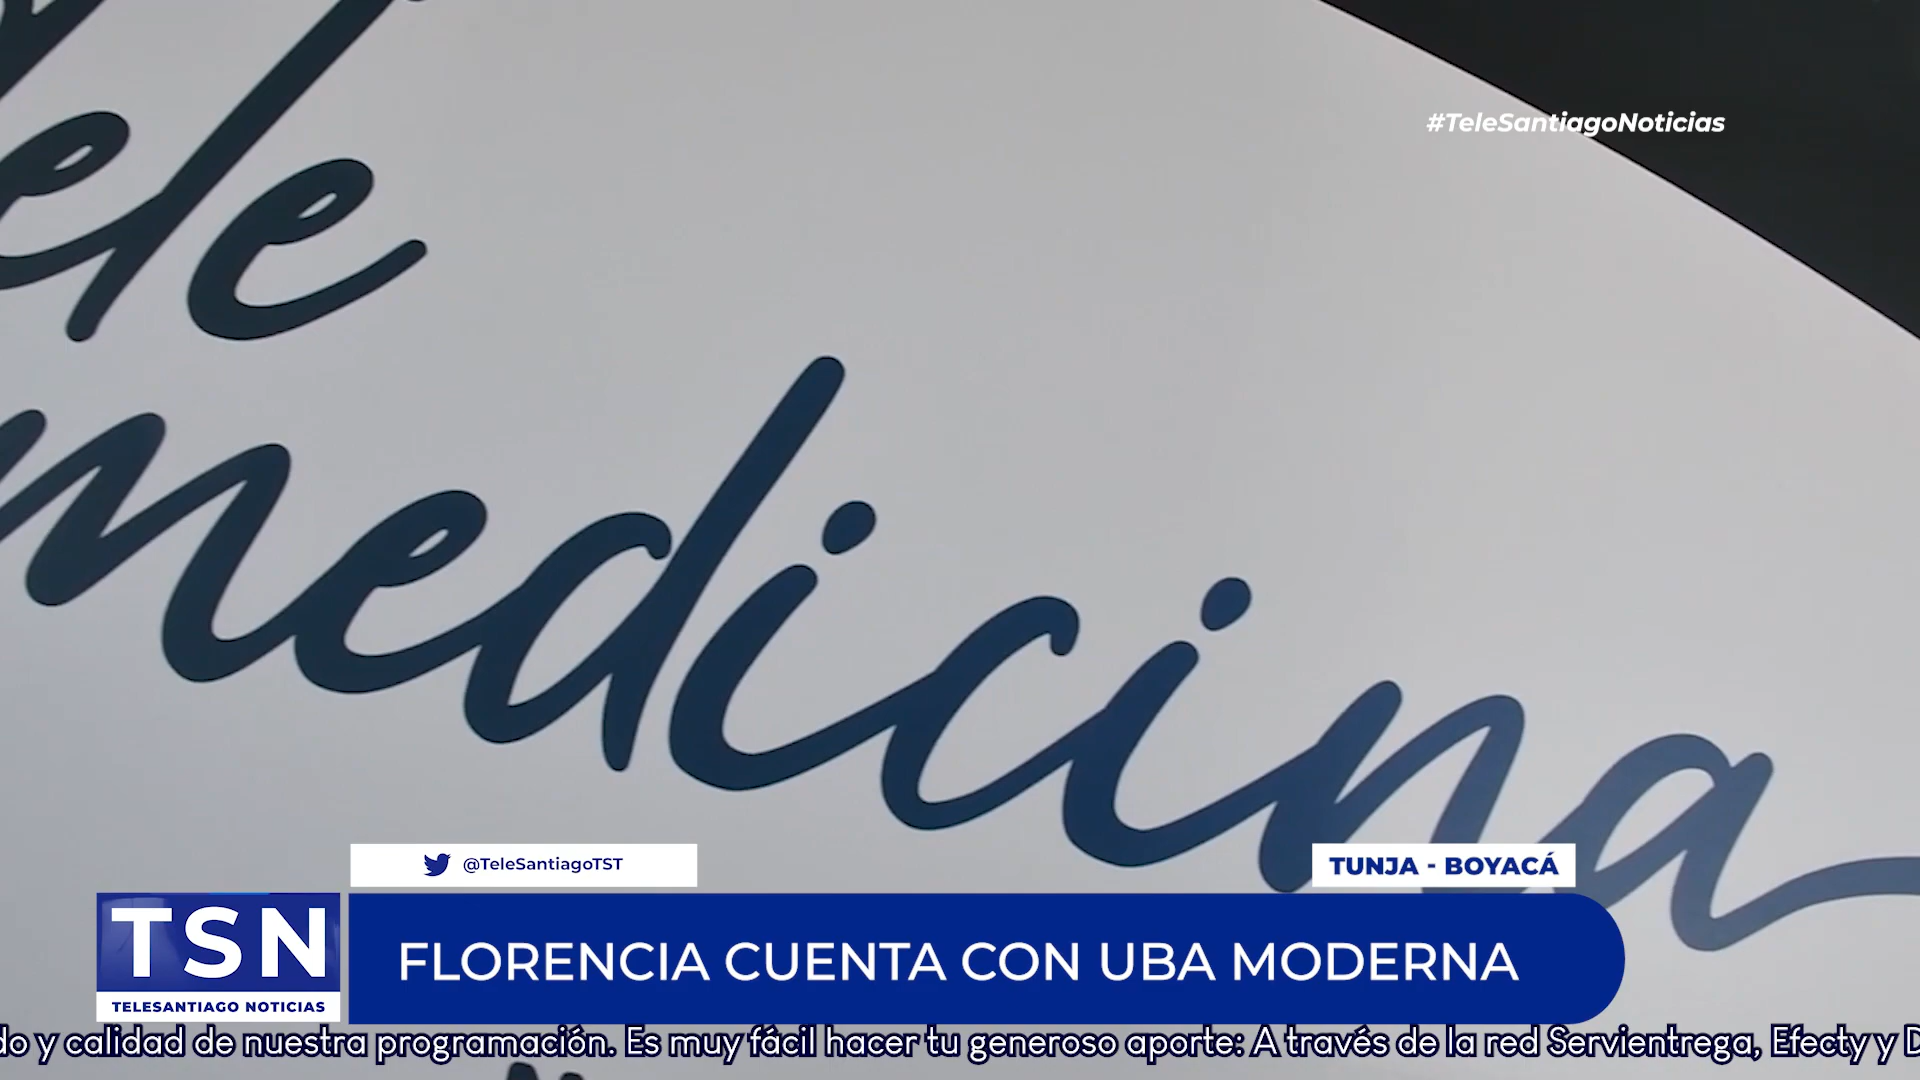 #TeleSantiagoNoticias
ele
medicina
@TeleSantiagoTST
TUNJA - BOYACÁ
TSN
TELESANTIAGO NOTICIAS
FLORENCIA CUENTA CON UBA MODERNA
do y calidad de nuestra programación. Es muy fácil hacer tu generoso aporte: A través de la red Servientrega, Efecty y D